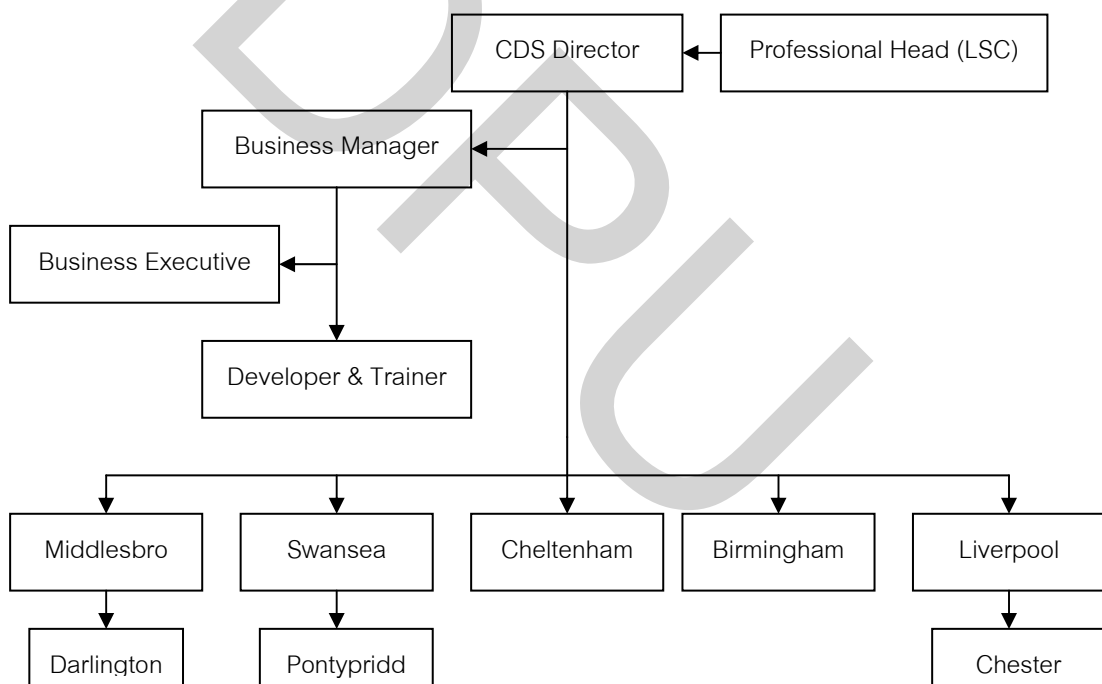 CDS Director
Professional Head (LSC)
Business Manager
Business Executive
Developer & Trainer
Middlesbro
Swansea
Cheltenham
Birmingham
Liverpool
Darlington
Pontypridd
Chester
DPU